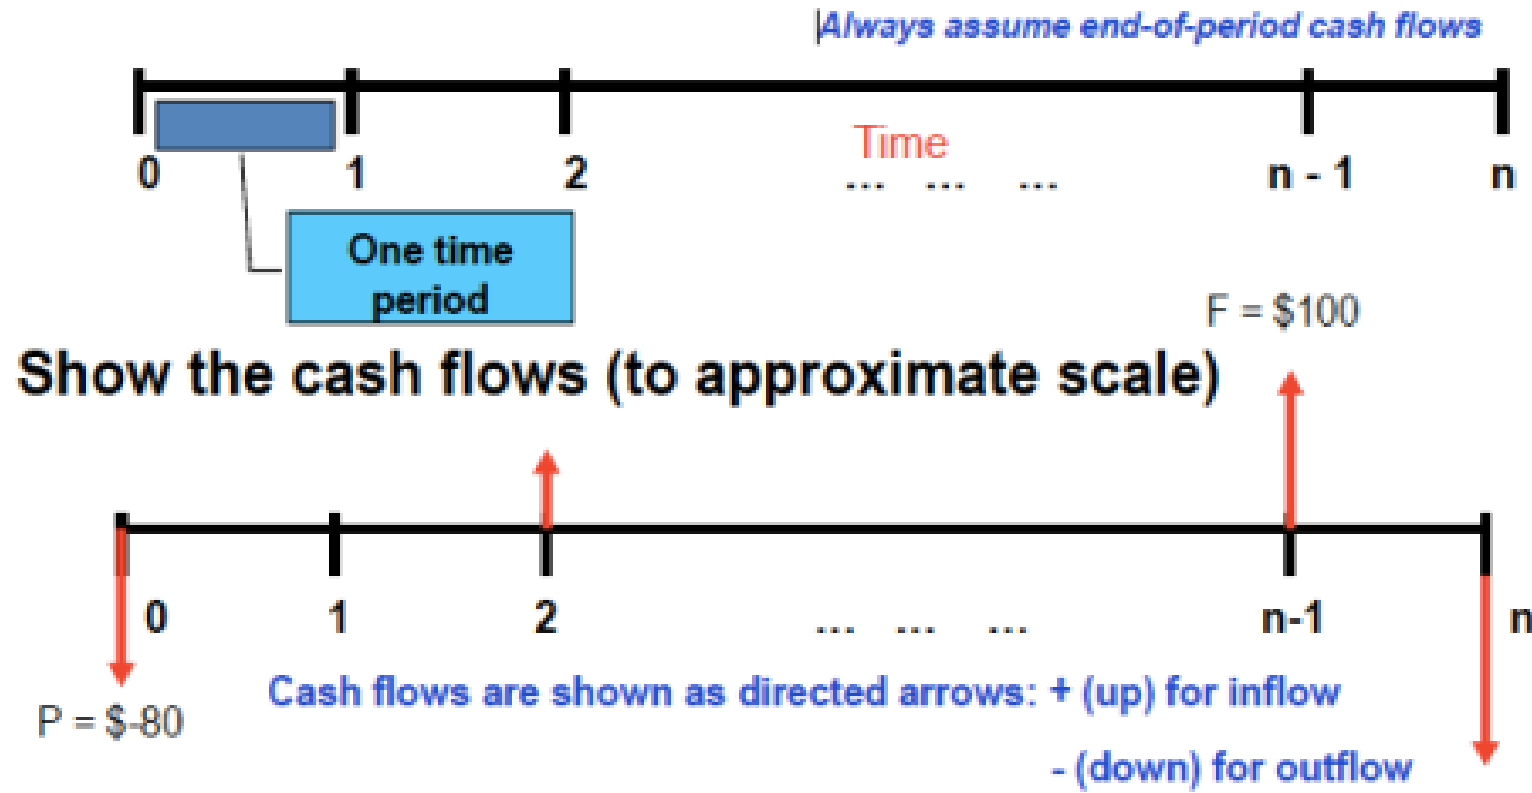 Always assume end-of-period cash flows
Time
0 1 2 ... ... ... n - 1 n
One time
period
F = $100
Show the cash flows (to approximate scale)
0 1 2 ... ... ... n-1 n
Cash flows are shown as directed arrows: + (up) for inflow
P = $-80
- (down) for outflow